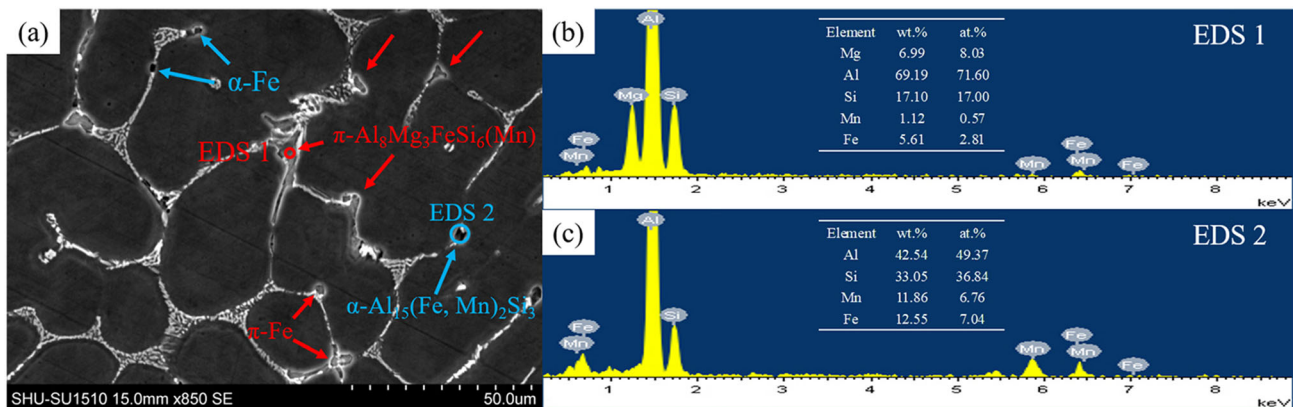 (a)
α-Fe
EDS 1
π-Al₈Mg₃FeSi₆(Mn)
EDS 2
α-Al₁₅(Fe, Mn)₂Si₃
π-Fe
SHU-SU1510 15.0mm x850 SE 50.0um
(b)
EDS 1
Element wt.% at.%
Mg 6.99 8.03
Al 69.19 71.60
Si 17.10 17.00
Mn 1.12 0.57
Fe 5.61 2.81
Al
Mg
Si
Fe
Mn
Mn
Fe
Mn
Fe
1 2 3 4 5 6 7 8
keV
(c)
EDS 2
Element wt.% at.%
Al 42.54 49.37
Si 33.05 36.84
Mn 11.86 6.76
Fe 12.55 7.04
Al
Si
Fe
Mn
Mn
Fe
Mn
Fe
1 2 3 4 5 6 7 8
keV